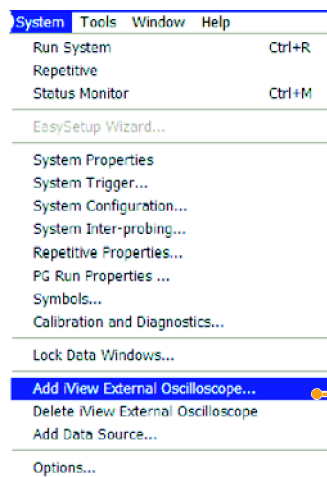 System Tools Window Help
Run System Ctrl+R
Repetitive
Status Monitor Ctrl+M
EasySetup Wizard...
System Properties
System Trigger...
System Configuration...
System Inter-probing...
Repetitive Properties...
PG Run Properties ...
Symbols...
Calibration and Diagnostics...
Lock Data Windows...
Add iView External Oscilloscope...
Delete iView External Oscilloscope
Add Data Source...
Options...